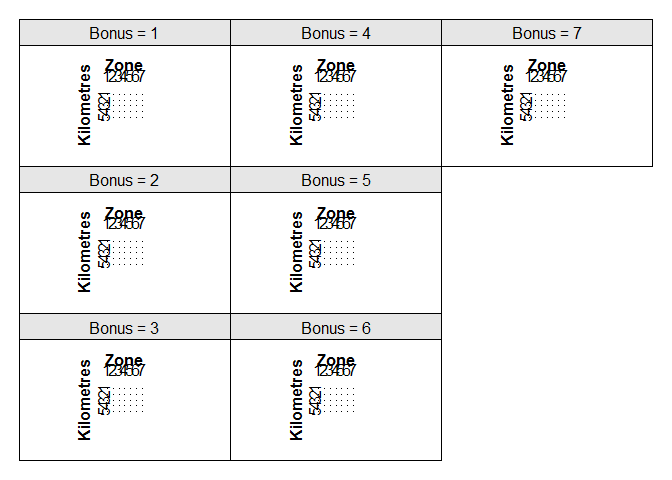 Bonus = 1
Zone
1234567
Kilometres
54321
Bonus = 4
Zone
1234567
Kilometres
54321
Bonus = 7
Zone
1234567
Kilometres
54321
Bonus = 2
Zone
1234567
Kilometres
54321
Bonus = 5
Zone
1234567
Kilometres
54321
Bonus = 3
Zone
1234567
Kilometres
54321
Bonus = 6
Zone
1234567
Kilometres
54321